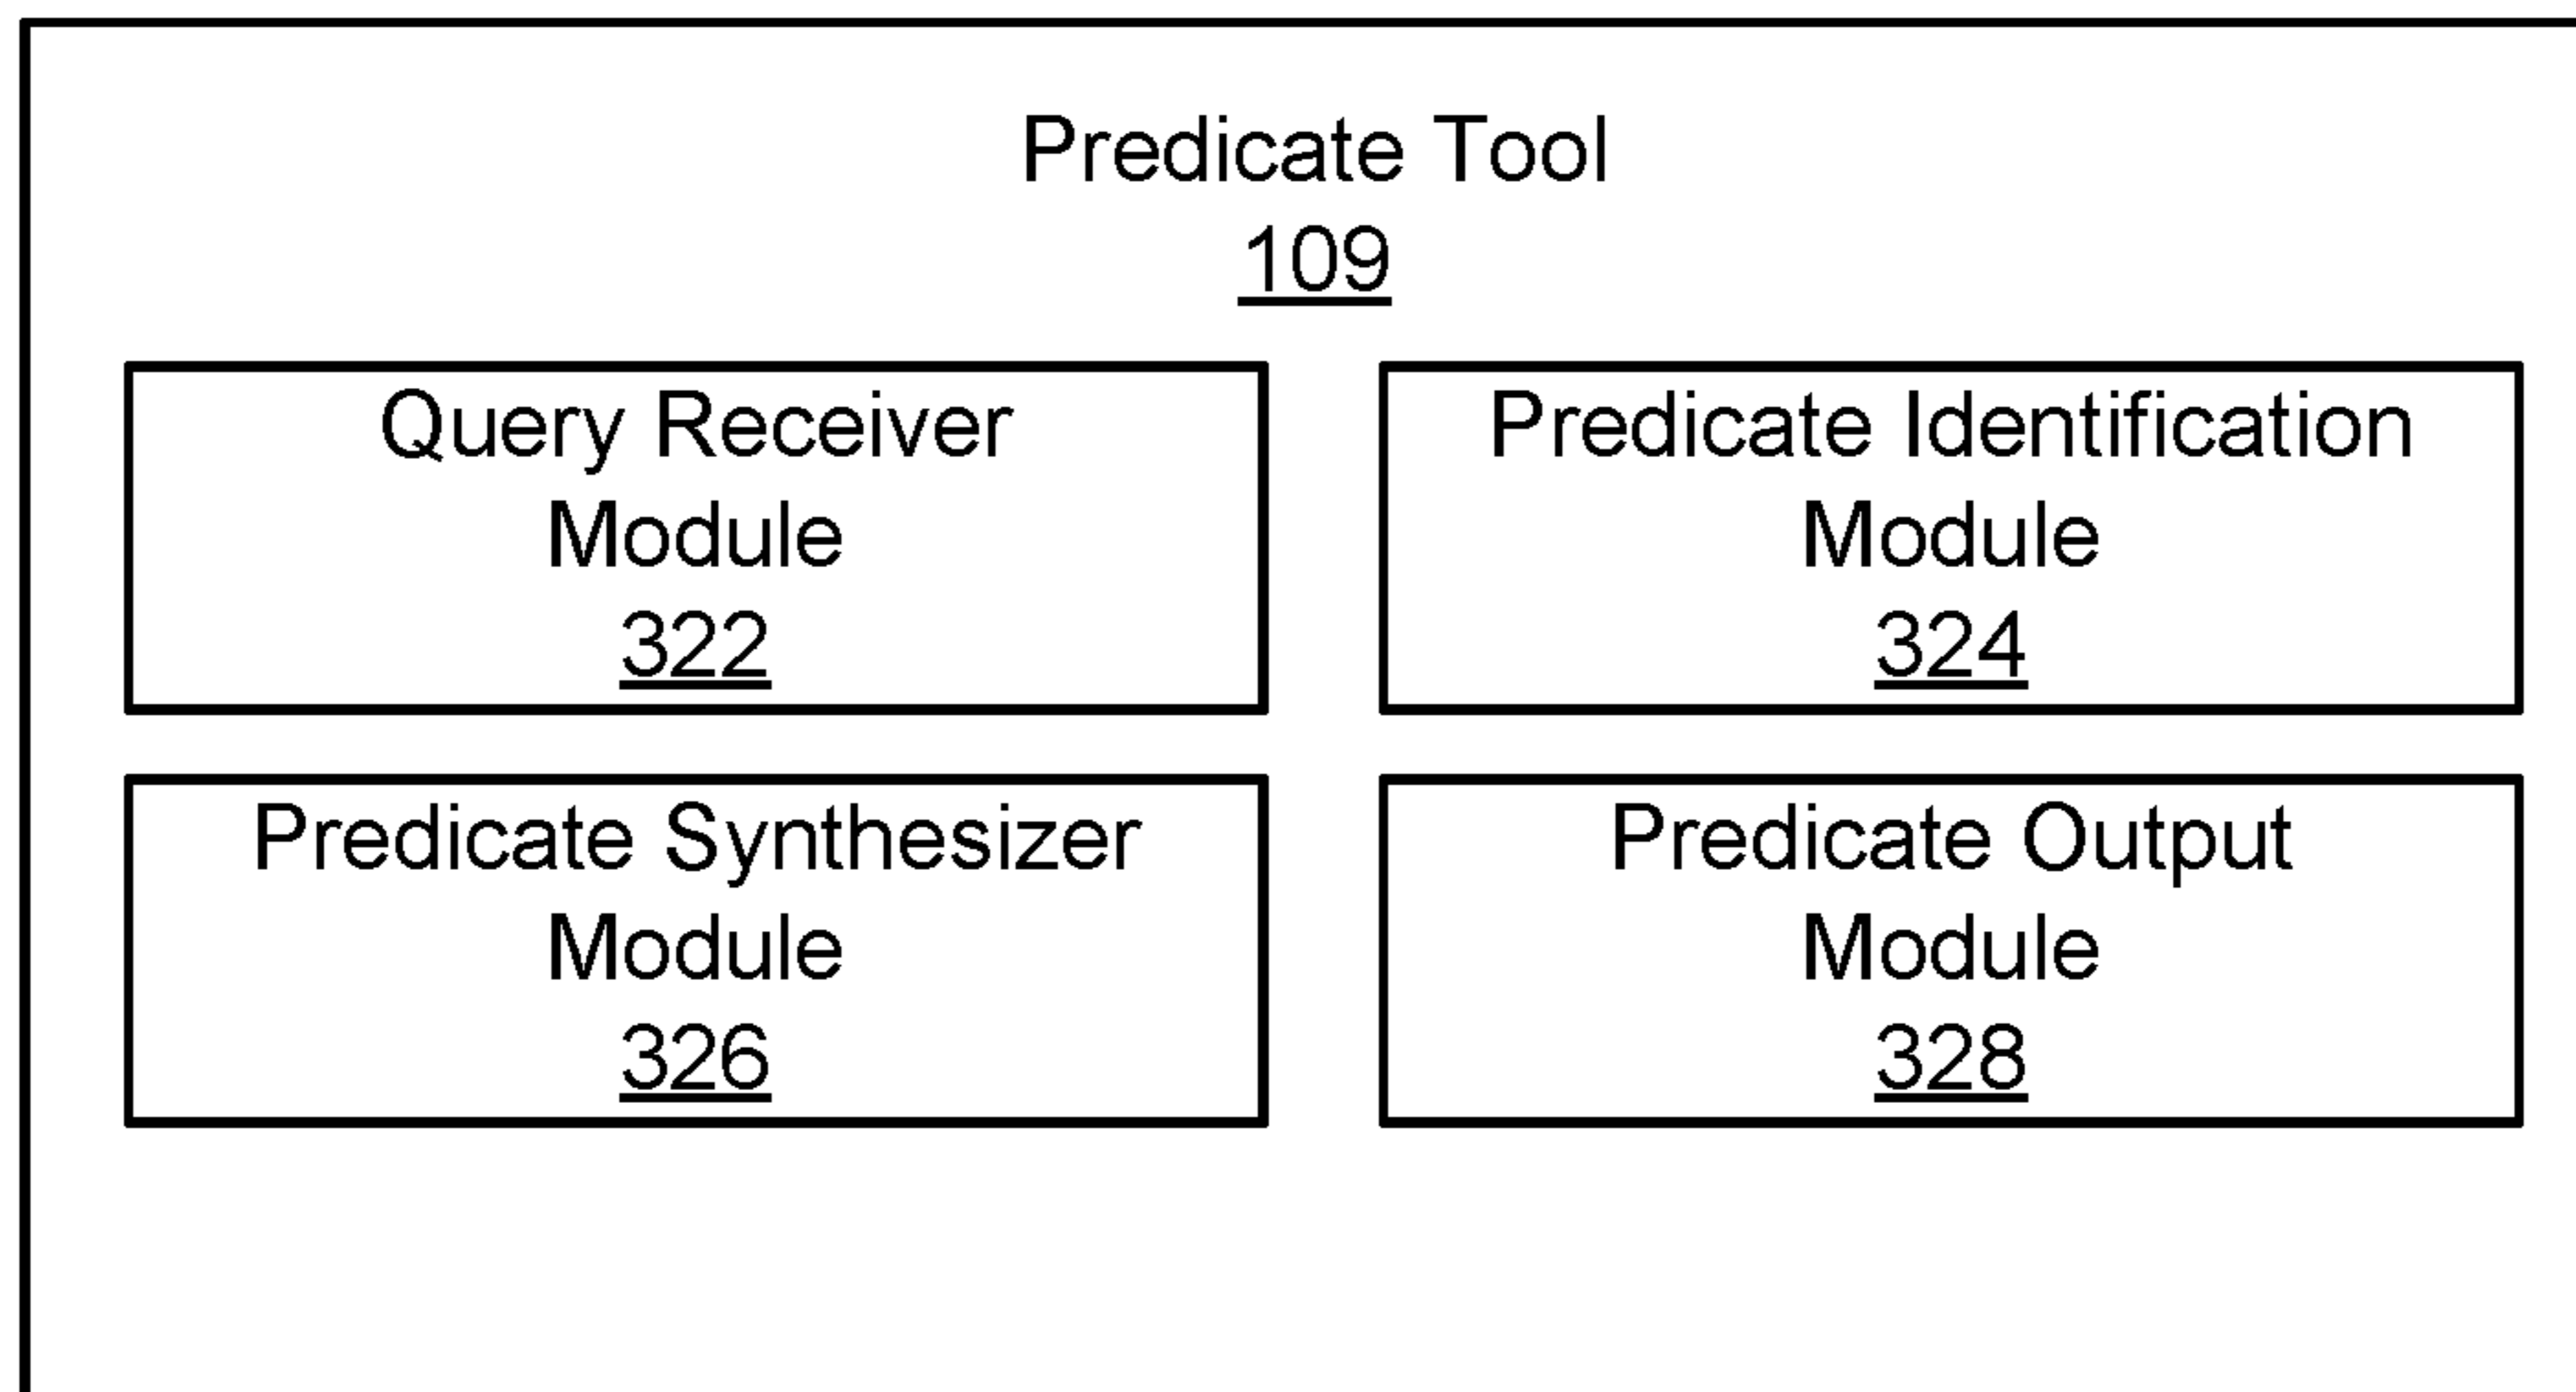 Predicate Tool
109
Query Receiver
Module
322
Predicate Identification
Module
324
Predicate Synthesizer
Module
326
Predicate Output
Module
328